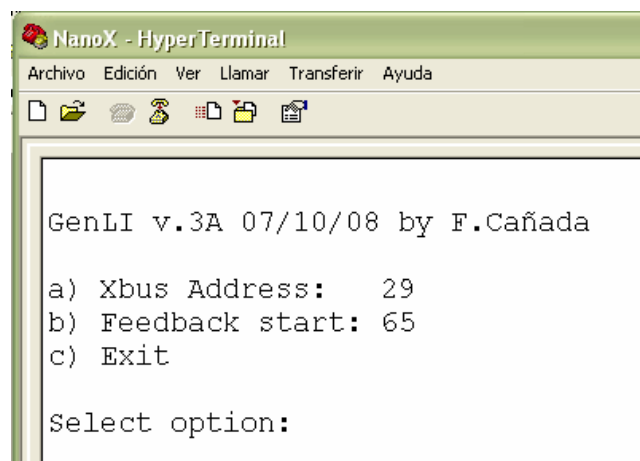 NanoX - HyperTerminal
Archivo Edición Ver Llamar Transferir Ayuda
GenLI v.3A 07/10/08 by F.Cañada
a) Xbus Address: 29
b) Feedback start: 65
c) Exit
Select option: